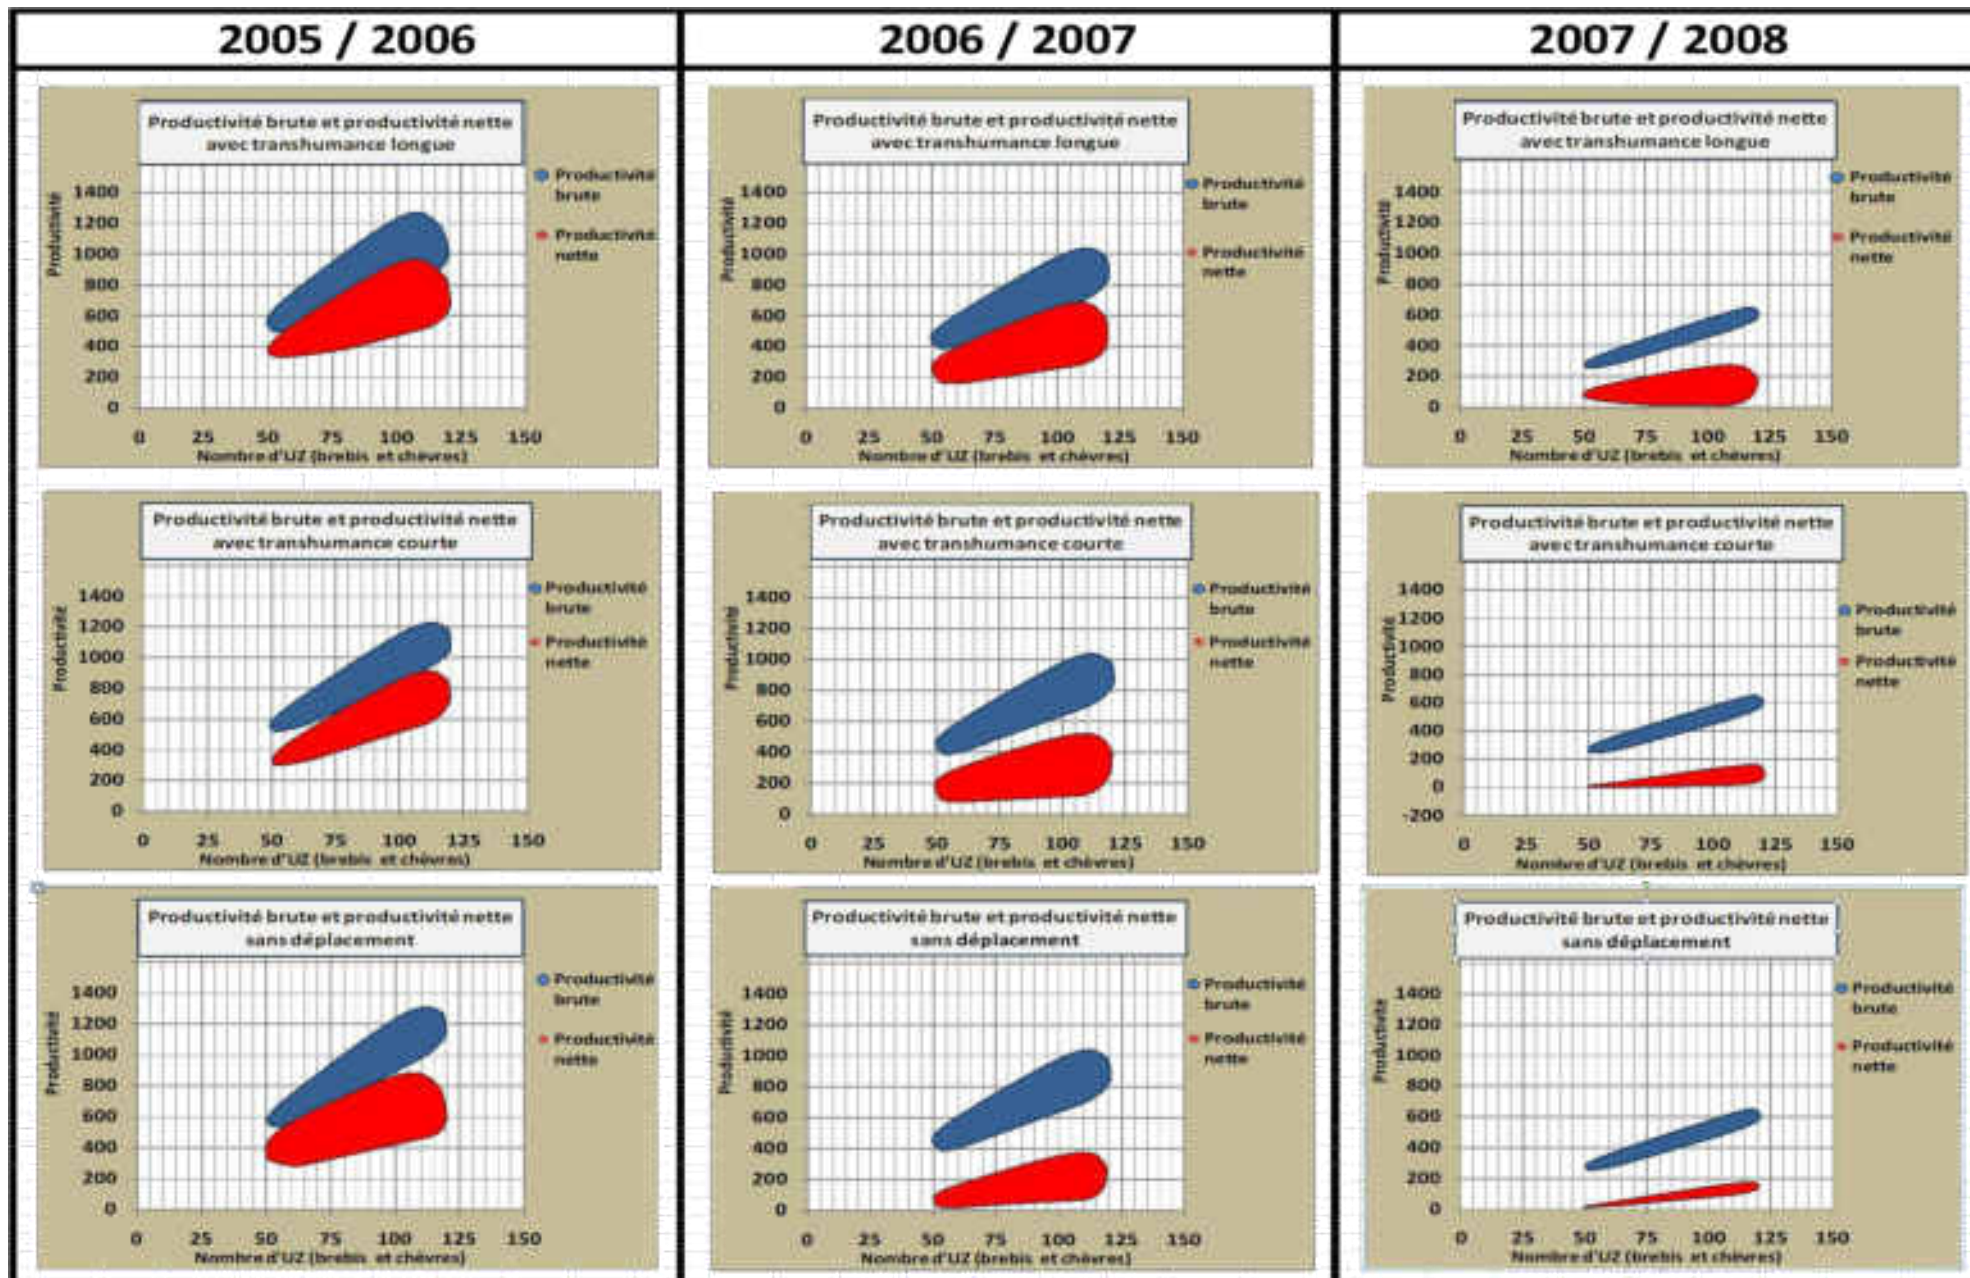 2005 / 2006
2006 / 2007
2007 / 2008
Productivité brute et productivité nette
avec transhumance longue
Productivité
brute
Productivité
nette
Productivité
1400
1200
1000
800
600
400
200
0
0 25 50 75 100 125 150
Nombre d'UZ (brebis et chèvres)
Productivité brute et productivité nette
avec transhumance longue
Productivité
brute
Productivité
nette
Productivité
1400
1200
1000
800
600
400
200
0
0 25 50 75 100 125 150
Nombre d'UZ (brebis et chèvres)
Productivité brute et productivité nette
avec transhumance longue
Productivité
brute
Productivité
nette
Productivité
1400
1200
1000
800
600
400
200
0
0 25 50 75 100 125 150
Nombre d'UZ (brebis et chèvres)
Productivité brute et productivité nette
avec transhumance courte
Productivité
brute
Productivité
nette
Productivité
1400
1200
1000
800
600
400
200
0
0 25 50 75 100 125 150
Nombre d'UZ (brebis et chèvres)
Productivité brute et productivité nette
avec transhumance courte
Productivité
brute
Productivité
nette
Productivité
1400
1200
1000
800
600
400
200
0
0 25 50 75 100 125 150
Nombre d'UZ (brebis et chèvres)
Productivité brute et productivité nette
avec transhumance courte
Productivité
brute
Productivité
nette
Productivité
1400
1200
1000
800
600
400
200
0
-200
0 25 50 75 100 125 150
Nombre d'UZ (brebis et chèvres)
Productivité brute et productivité nette
sans déplacement
Productivité
brute
Productivité
nette
Productivité
1400
1200
1000
800
600
400
200
0
0 25 50 75 100 125 150
Nombre d'UZ (brebis et chèvres)
Productivité brute et productivité nette
sans déplacement
Productivité
brute
Productivité
nette
Productivité
1400
1200
1000
800
600
400
200
0
0 25 50 75 100 125 150
Nombre d'UZ (brebis et chèvres)
Productivité brute et productivité nette
sans déplacement
Productivité
brute
Productivité
nette
Productivité
1400
1200
1000
800
600
400
200
0
0 25 50 75 100 125 150
Nombre d'UZ (brebis et chèvres)